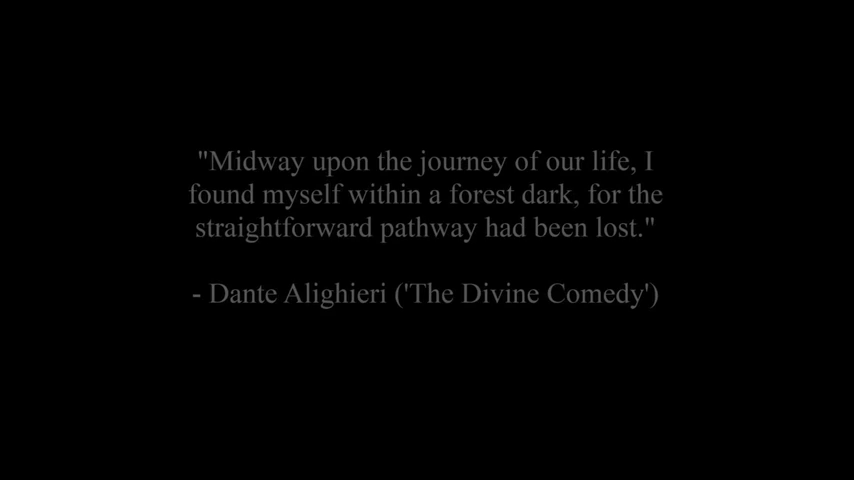 "Midway upon the journey of our life, I
found myself within a forest dark, for the
straightforward pathway had been lost."
- Dante Alighieri ('The Divine Comedy')